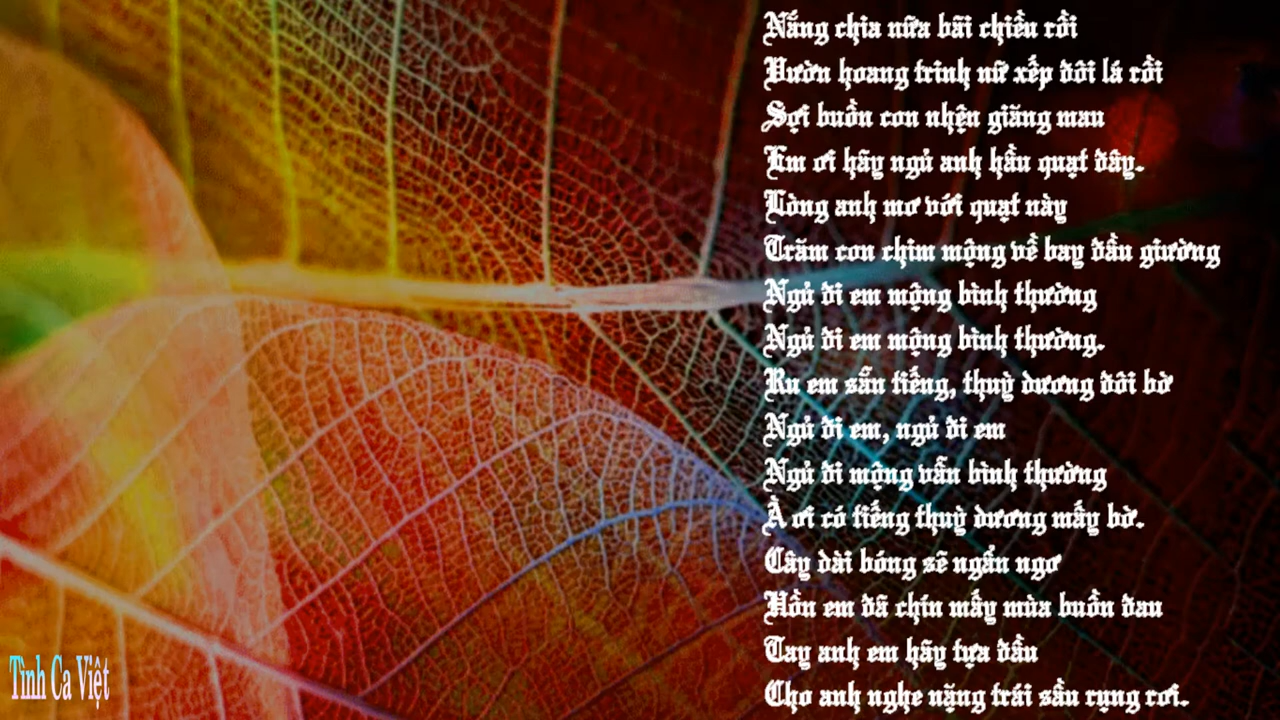 Nắng chia nữa bãi chiều rồi
Vườn hoang trinh nữ xếp đôi lá rồi
Sợi buồn con nhện giăng mau
Em ơi hãy ngủ anh hầu quạt đây.
Lòng anh mơ với quạt này
Trăm con chim mộng về bay đầu giường
Ngủ đi em mộng bình thường
Ngủ đi em mộng bình thường.
Ru em sẵn tiếng, thuỳ dương đôi bờ
Ngủ đi em, ngủ đi em
Ngủ đi mộng vẫn bình thường
À ơi có tiếng thuỳ dương mấy bờ.
Cây dài bóng sẽ ngẩn ngơ
Hồn em đã chín mấy mùa buồn đau
Tay anh em hãy tựa đầu
Cho anh nghe nặng trái sầu rụng rơi.
Tình Ca Việt